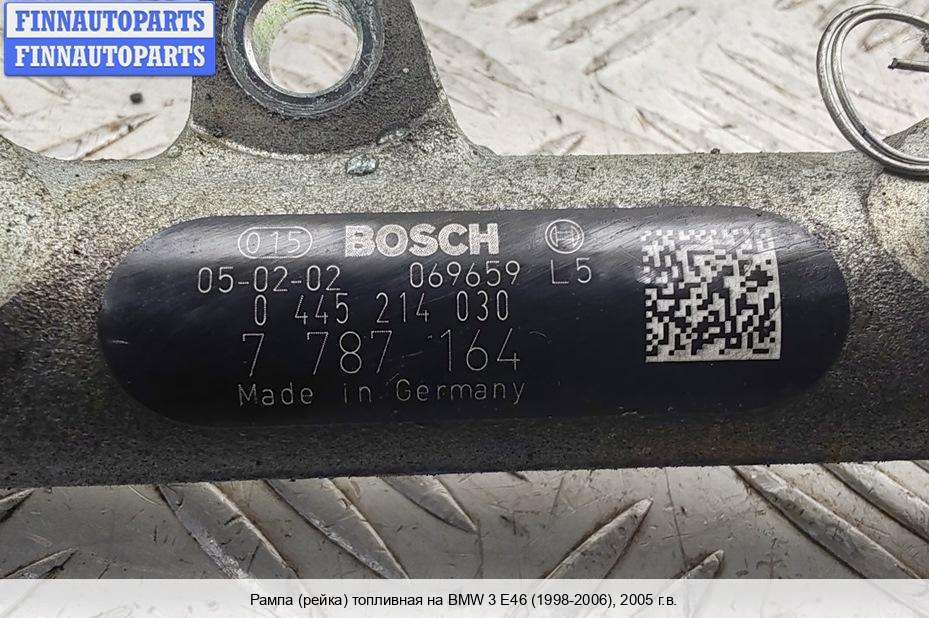 FINNAUTOPARTS
FINNAUTOPARTS
015 BOSCH
05-02-02 069659 L5
0 445 214 030
7 787 164
Made in Germany
Рампа (рейка) топливная на BMW 3 E46 (1998-2006), 2005 г.в.